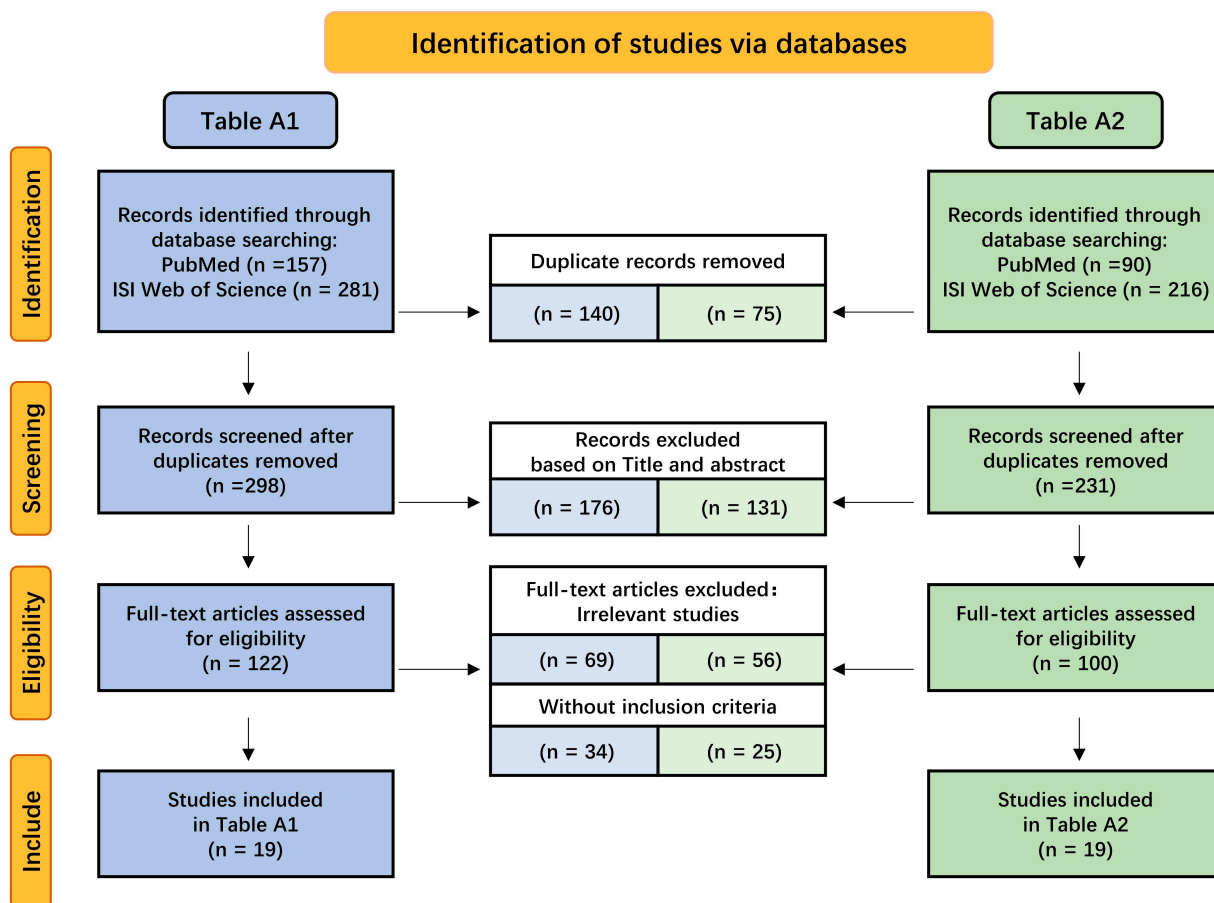 Identification of studies via databases
Table A1
Table A2
Identification
Records identified through
database searching:
PubMed (n =157)
ISI Web of Science (n = 281)
Duplicate records removed
(n = 140)
(n = 75)
Records identified through
database searching:
PubMed (n =90)
ISI Web of Science (n = 216)
Screening
Records screened after
duplicates removed
(n =298)
Records excluded
based on Title and abstract
(n = 176)
(n = 131)
Records screened after
duplicates removed
(n =231)
Eligibility
Full-text articles assessed
for eligibility
(n = 122)
Full-text articles excluded：
Irrelevant studies
(n = 69)
(n = 56)
Without inclusion criteria
(n = 34)
(n = 25)
Full-text articles assessed
for eligibility
(n = 100)
Include
Studies included
in Table A1
(n = 19)
Studies included
in Table A2
(n = 19)